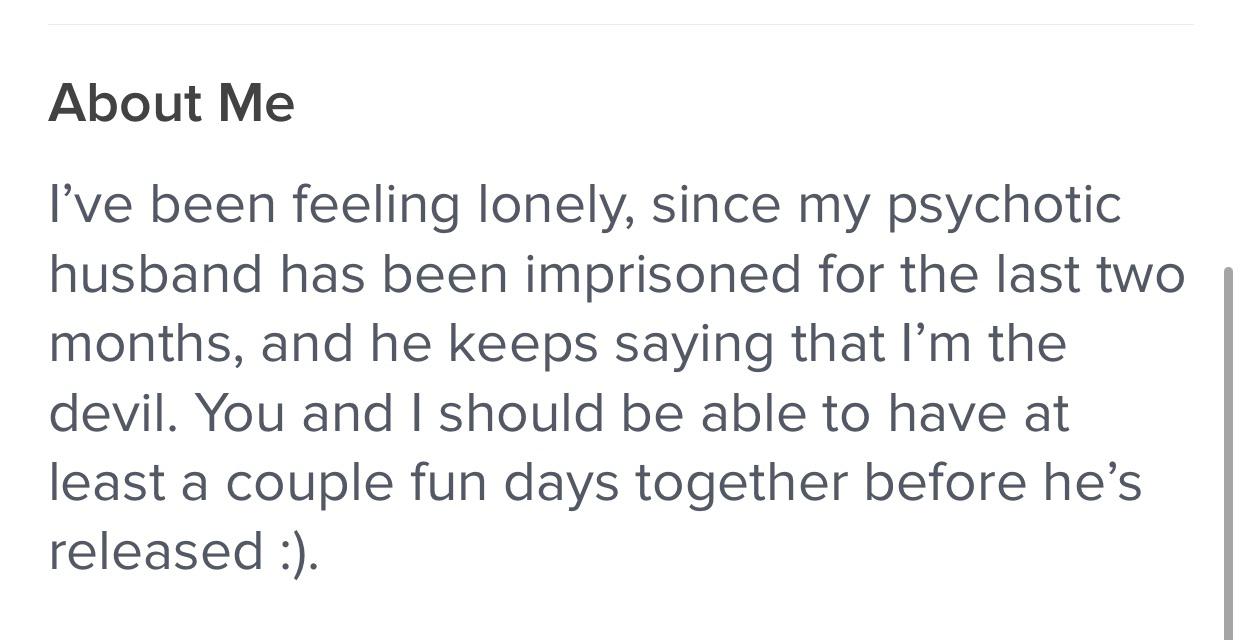 About Me
I’ve been feeling lonely, since my psychotic
husband has been imprisoned for the last two
months, and he keeps saying that I’m the
devil. You and I should be able to have at
least a couple fun days together before he’s
released :).